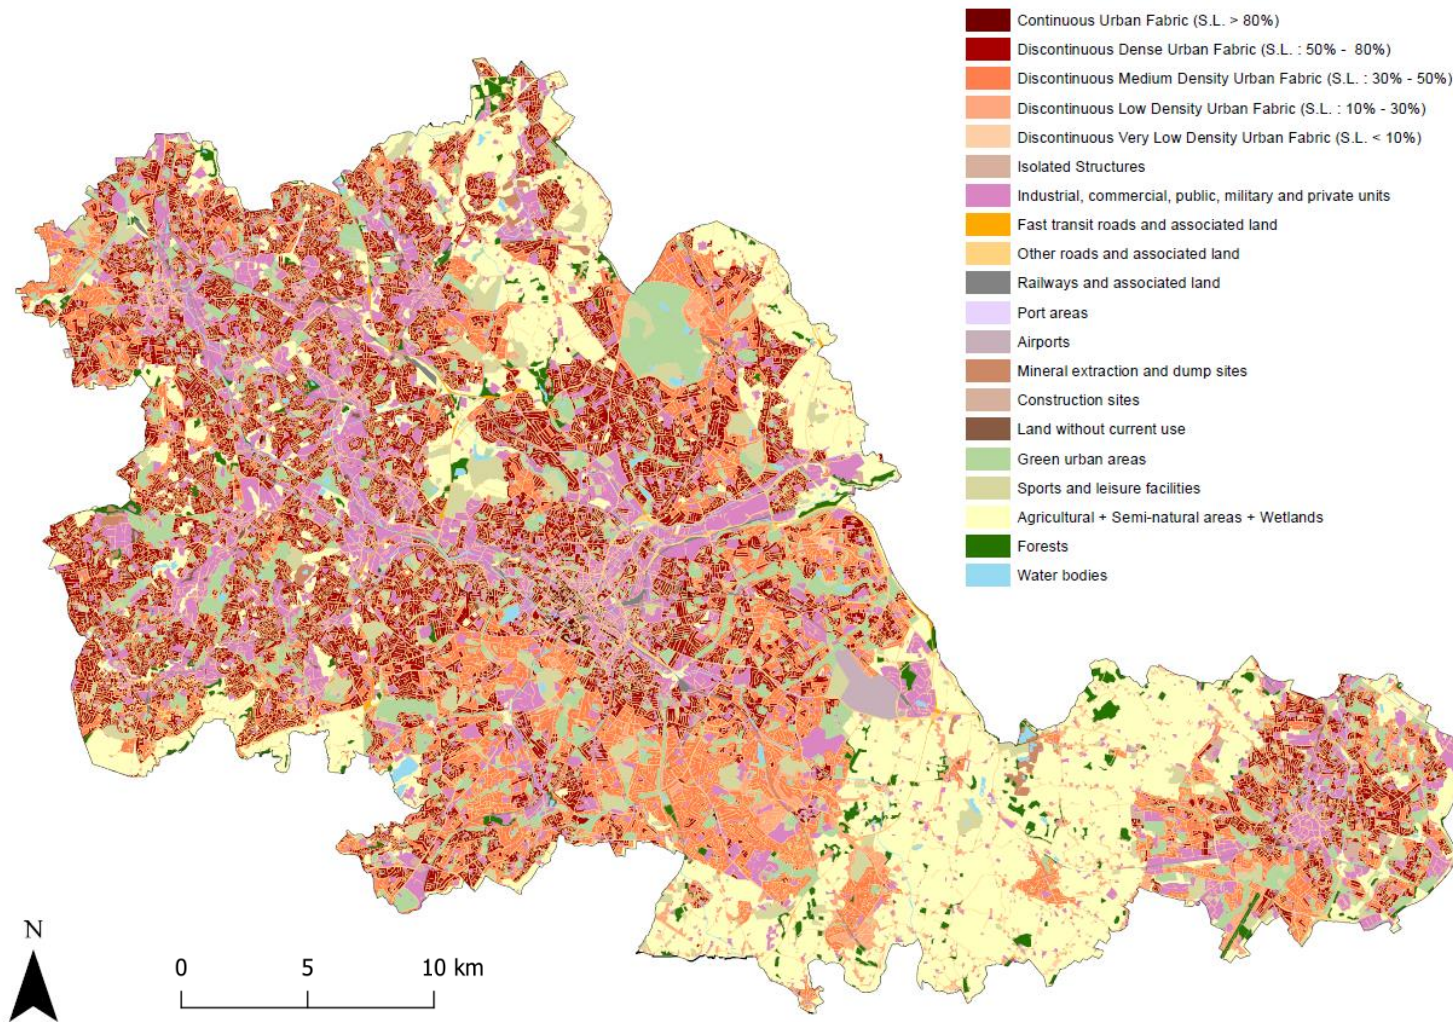 Continuous Urban Fabric (S.L. > 80%)
Discontinuous Dense Urban Fabric (S.L. : 50% -  80%)
Discontinuous Medium Density Urban Fabric (S.L. : 30% - 50%)
Discontinuous Low Density Urban Fabric (S.L. : 10% - 30%)
Discontinuous Very Low Density Urban Fabric (S.L. < 10%)
Isolated Structures
Industrial, commercial, public, military and private units
Fast transit roads and associated land
Other roads and associated land
Railways and associated land
Port areas
Airports
Mineral extraction and dump sites
Construction sites
Land without current use
Green urban areas
Sports and leisure facilities
Agricultural + Semi-natural areas + Wetlands
Forests
Water bodies
N
0 5 10 km